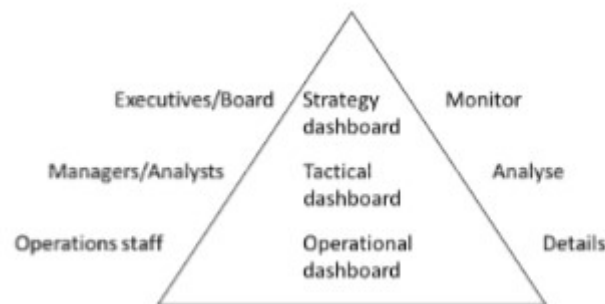 Executives/Board Strategy Monitor
dashboard
Managers/Analysts Tactical Analyse
dashboard
Operations staff Operational Details
dashboard